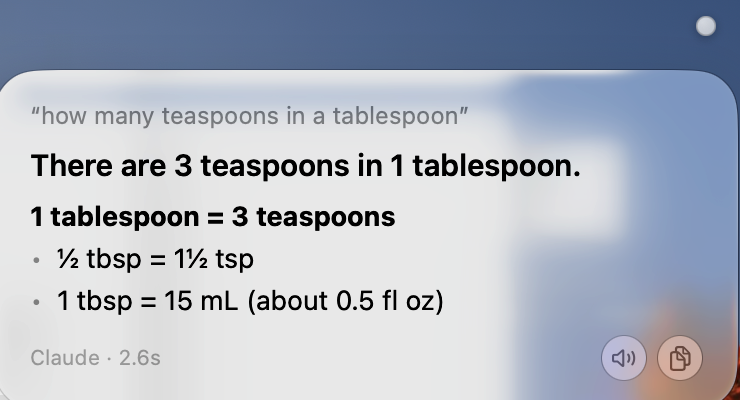 “how many teaspoons in a tablespoon”
There are 3 teaspoons in 1 tablespoon.
1 tablespoon = 3 teaspoons
• ½ tbsp = 1½ tsp
• 1 tbsp = 15 mL (about 0.5 fl oz)
Claude · 2.6s